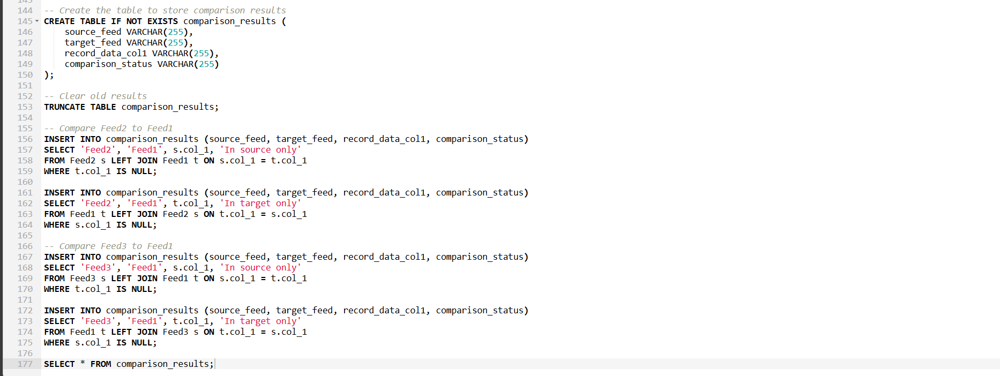 143
144 -- Create the table to store comparison results
145 CREATE TABLE IF NOT EXISTS comparison_results (
146     source_feed VARCHAR(255),
147     target_feed VARCHAR(255),
148     record_data_col1 VARCHAR(255),
149     comparison_status VARCHAR(255)
150 );
151
152 -- Clear old results
153 TRUNCATE TABLE comparison_results;
154
155 -- Compare Feed2 to Feed1
156 INSERT INTO comparison_results (source_feed, target_feed, record_data_col1, comparison_status)
157 SELECT 'Feed2', 'Feed1', s.col_1, 'In source only'
158 FROM Feed2 s LEFT JOIN Feed1 t ON s.col_1 = t.col_1
159 WHERE t.col_1 IS NULL;
160
161 INSERT INTO comparison_results (source_feed, target_feed, record_data_col1, comparison_status)
162 SELECT 'Feed2', 'Feed1', t.col_1, 'In target only'
163 FROM Feed1 t LEFT JOIN Feed2 s ON t.col_1 = s.col_1
164 WHERE s.col_1 IS NULL;
165
166 -- Compare Feed3 to Feed1
167 INSERT INTO comparison_results (source_feed, target_feed, record_data_col1, comparison_status)
168 SELECT 'Feed3', 'Feed1', s.col_1, 'In source only'
169 FROM Feed3 s LEFT JOIN Feed1 t ON s.col_1 = t.col_1
170 WHERE t.col_1 IS NULL;
171
172 INSERT INTO comparison_results (source_feed, target_feed, record_data_col1, comparison_status)
173 SELECT 'Feed3', 'Feed1', t.col_1, 'In target only'
174 FROM Feed1 t LEFT JOIN Feed3 s ON t.col_1 = s.col_1
175 WHERE s.col_1 IS NULL;
176
177 SELECT * FROM comparison_results;